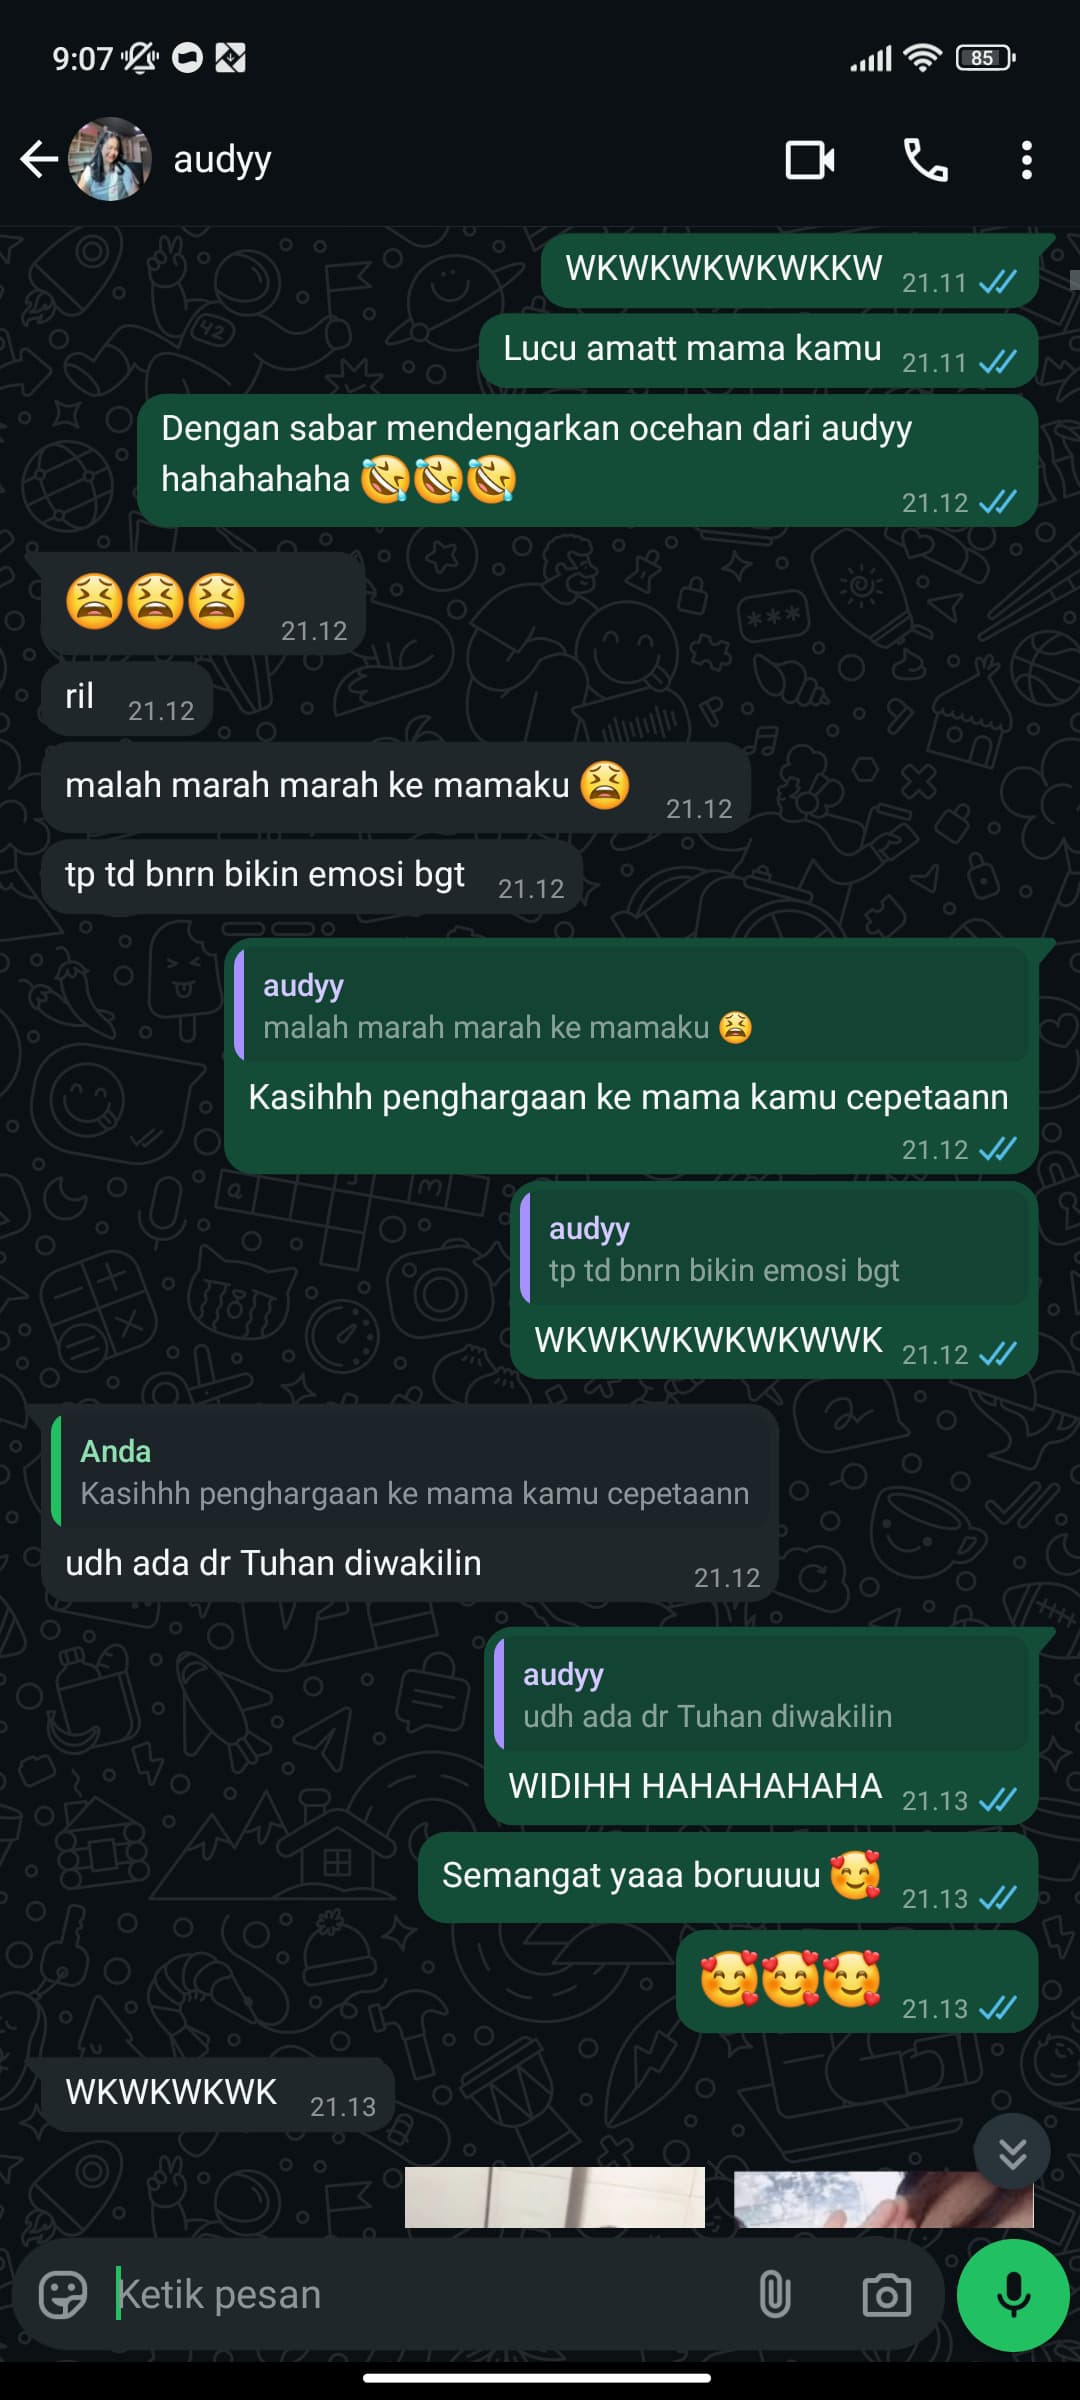 9:07
85
audyy
WKWKWKWKWKKW 21.11
Lucu amatt mama kamu 21.11
Dengan sabar mendengarkan ocehan dari audyy
hahahahaha 🤣🤣🤣
21.12
😫😫😫 21.12
ril 21.12
malah marah marah ke mamaku 😫 21.12
tp td bnrn bikin emosi bgt 21.12
audyy
malah marah marah ke mamaku 😫
Kasihhh penghargaan ke mama kamu cepetaann
21.12
audyy
tp td bnrn bikin emosi bgt
WKWKWKWKWKWWK 21.12
Anda
Kasihhh penghargaan ke mama kamu cepetaann
udh ada dr Tuhan diwakilin 21.12
audyy
udh ada dr Tuhan diwakilin
WIDIHH HAHAHAHAHA 21.13
Semangat yaaa boruuuu 🥰 21.13
🥰🥰🥰 21.13
WKWKWKWK 21.13
Ketik pesan